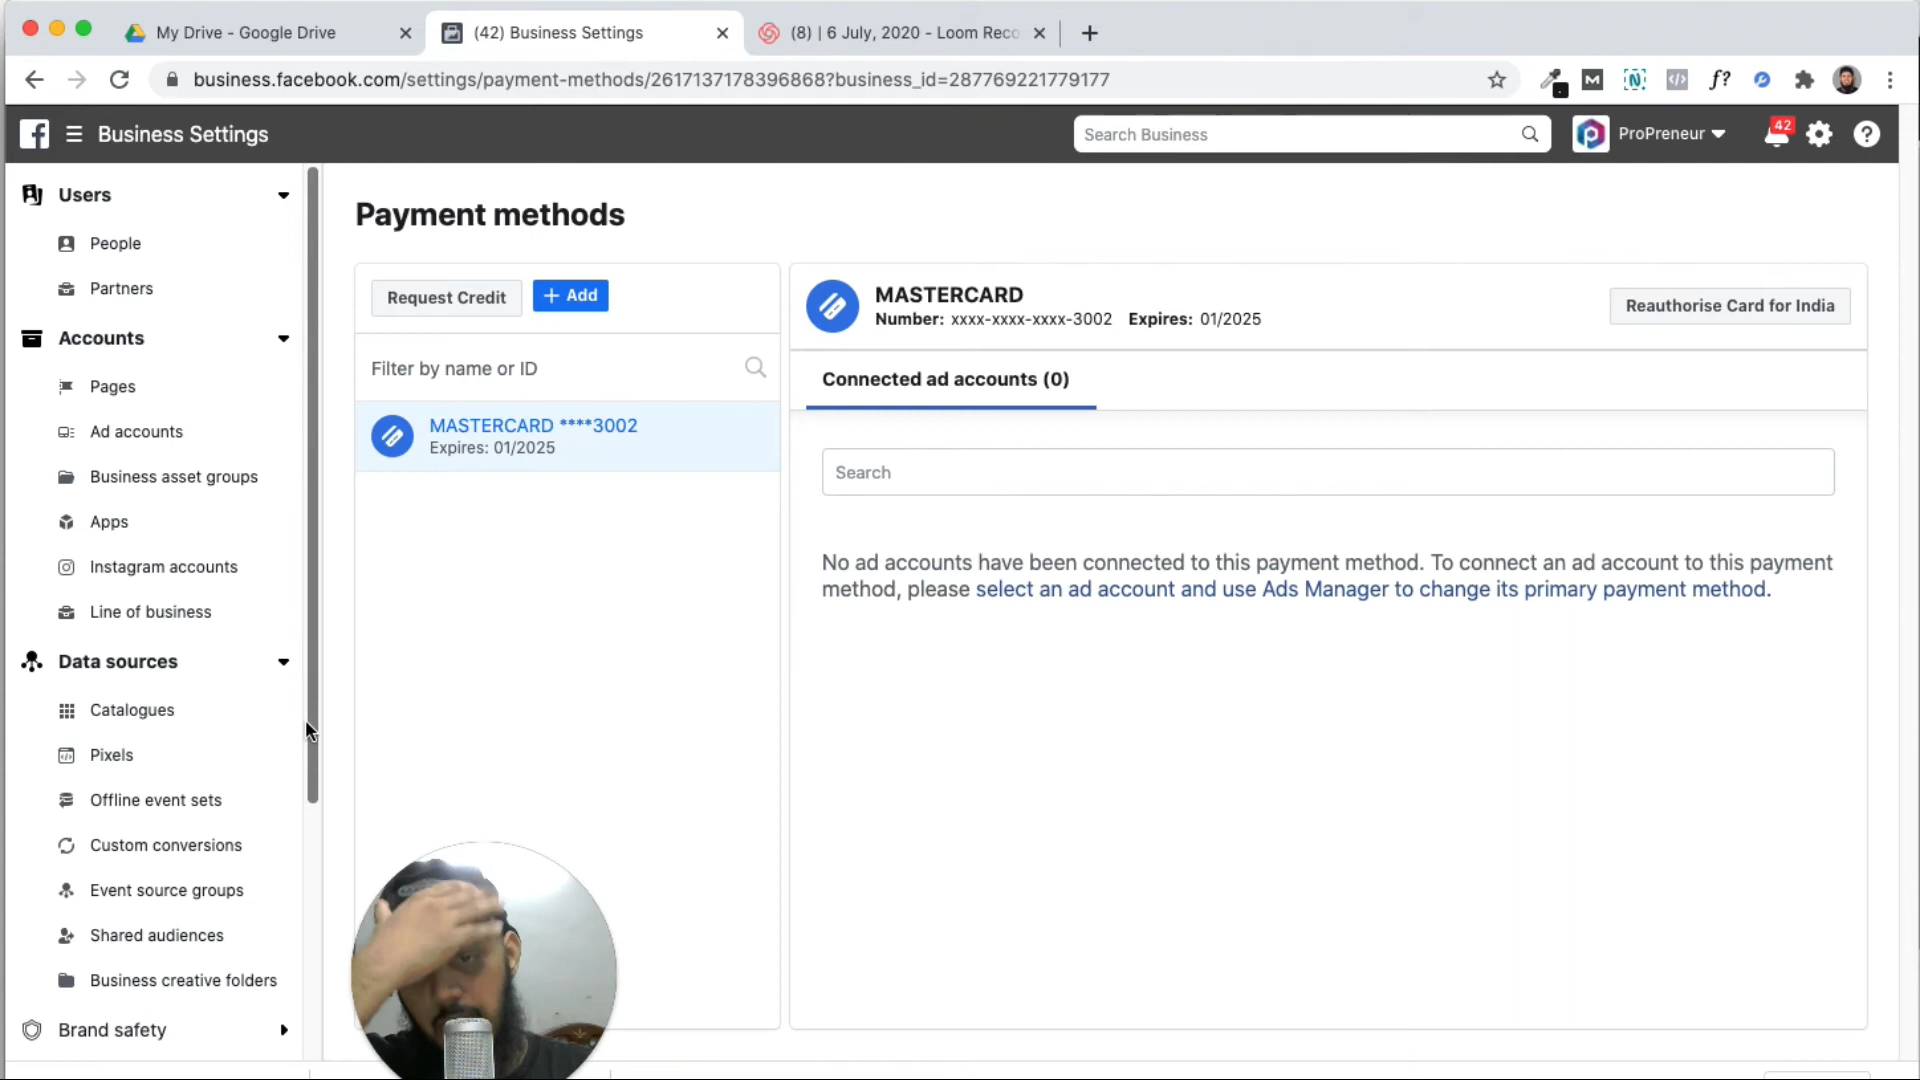 My Drive - Google Drive
(42) Business Settings
(8) | 6 July, 2020 - Loom Reco
business.facebook.com/settings/payment-methods/2617137178396868?business_id=287769221779177
Business Settings
Search Business
ProPreneur
42
Users
People
Partners
Accounts
Pages
Ad accounts
Business asset groups
Apps
Instagram accounts
Line of business
Data sources
Catalogues
Pixels
Offline event sets
Custom conversions
Event source groups
Shared audiences
Business creative folders
Brand safety
Payment methods
Request Credit
+ Add
Filter by name or ID
MASTERCARD ****3002
Expires: 01/2025
MASTERCARD
Number: xxxx-xxxx-xxxx-3002 Expires: 01/2025
Reauthorise Card for India
Connected ad accounts (0)
Search
No ad accounts have been connected to this payment method. To connect an ad account to this payment
method, please select an ad account and use Ads Manager to change its primary payment method.